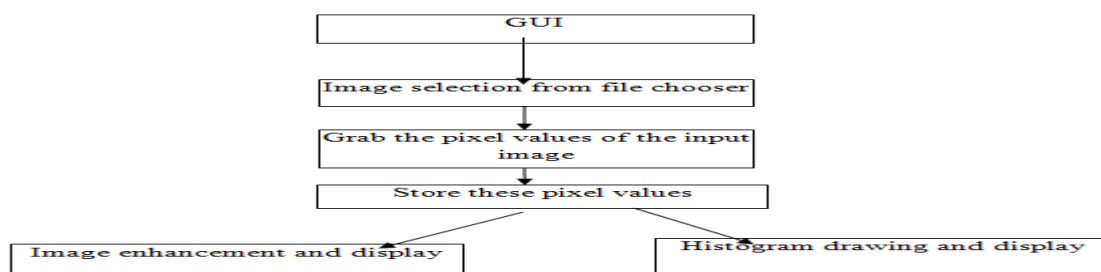 GUI
Image selection from file chooser
Grab the pixel values of the input
image
Store these pixel values
Image enhancement and display
Histogram drawing and display